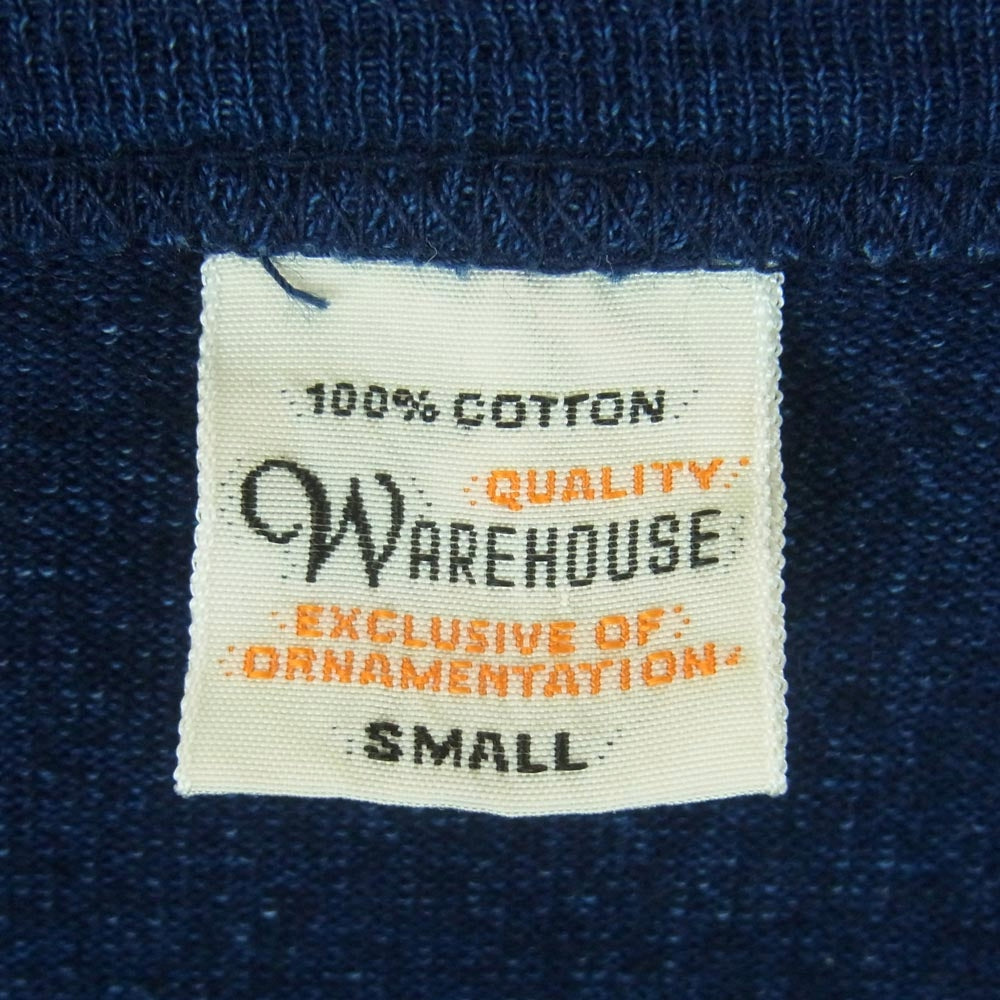 100% COTTON
QUALITY
WAREHOUSE
EXCLUSIVE OF
ORNAMENTATION
SMALL